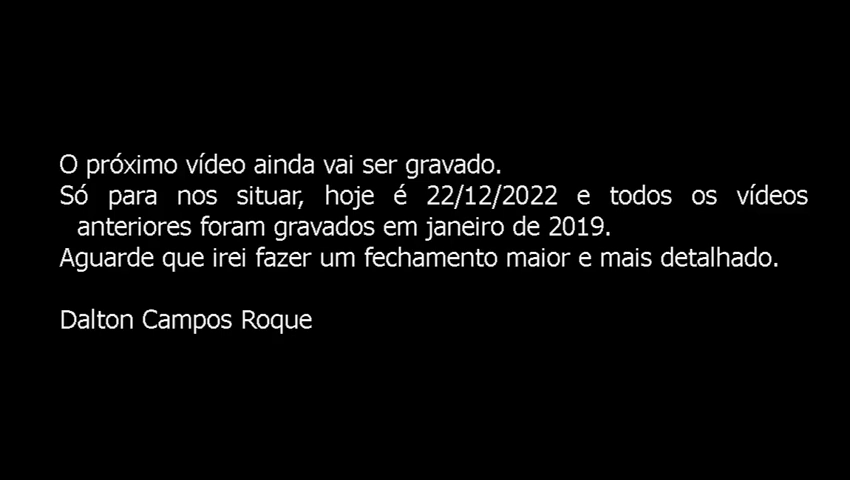 O próximo vídeo ainda vai ser gravado.
Só para nos situar, hoje é 22/12/2022 e todos os vídeos
anteriores foram gravados em janeiro de 2019.
Aguarde que irei fazer um fechamento maior e mais detalhado.
Dalton Campos Roque